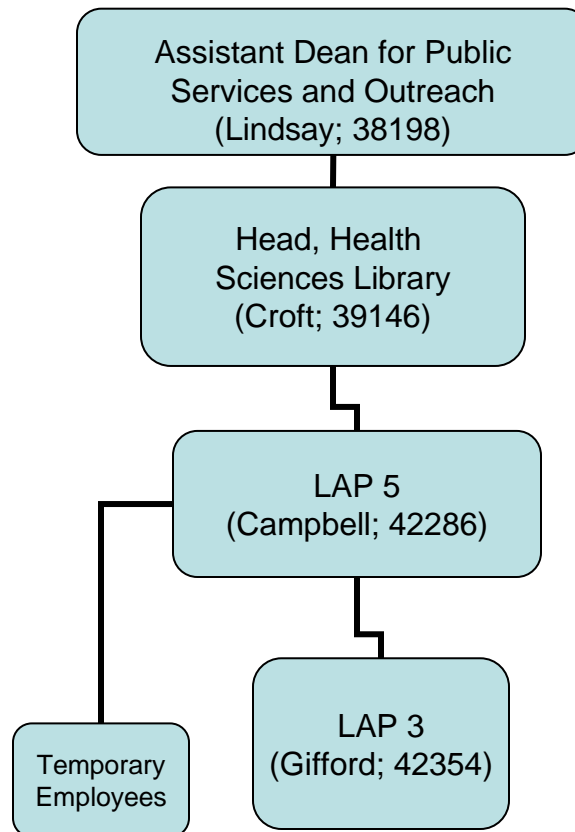 Assistant Dean for Public
Services and Outreach
(Lindsay; 38198)
Head, Health
Sciences Library
(Croft; 39146)
LAP 5
(Campbell; 42286)
LAP 3
(Gifford; 42354)
Temporary
Employees